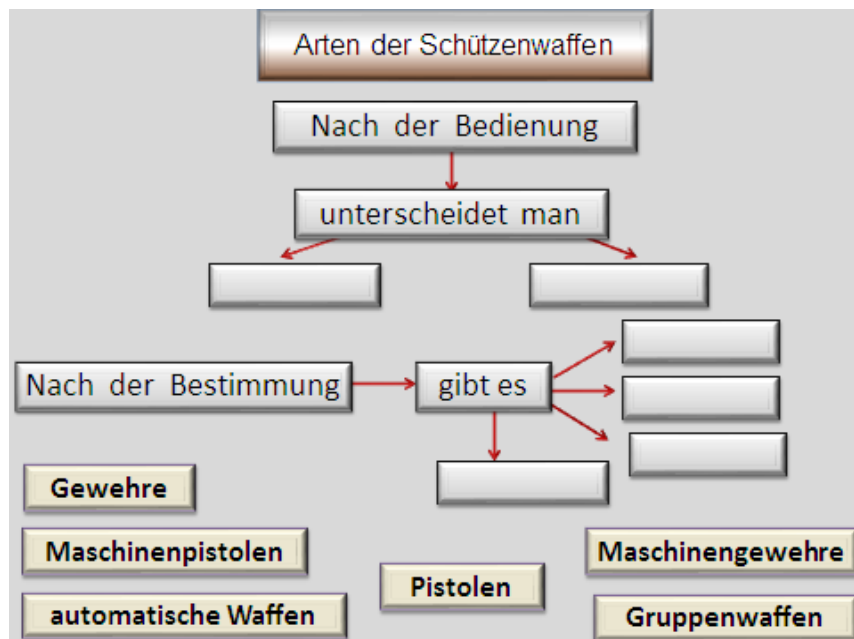 Arten der Schützenwaffen
Nach der Bedienung
unterscheidet man
Nach der Bestimmung
gibt es
Gewehre
Maschinenpistolen
Maschinengewehre
Pistolen
automatische Waffen
Gruppenwaffen